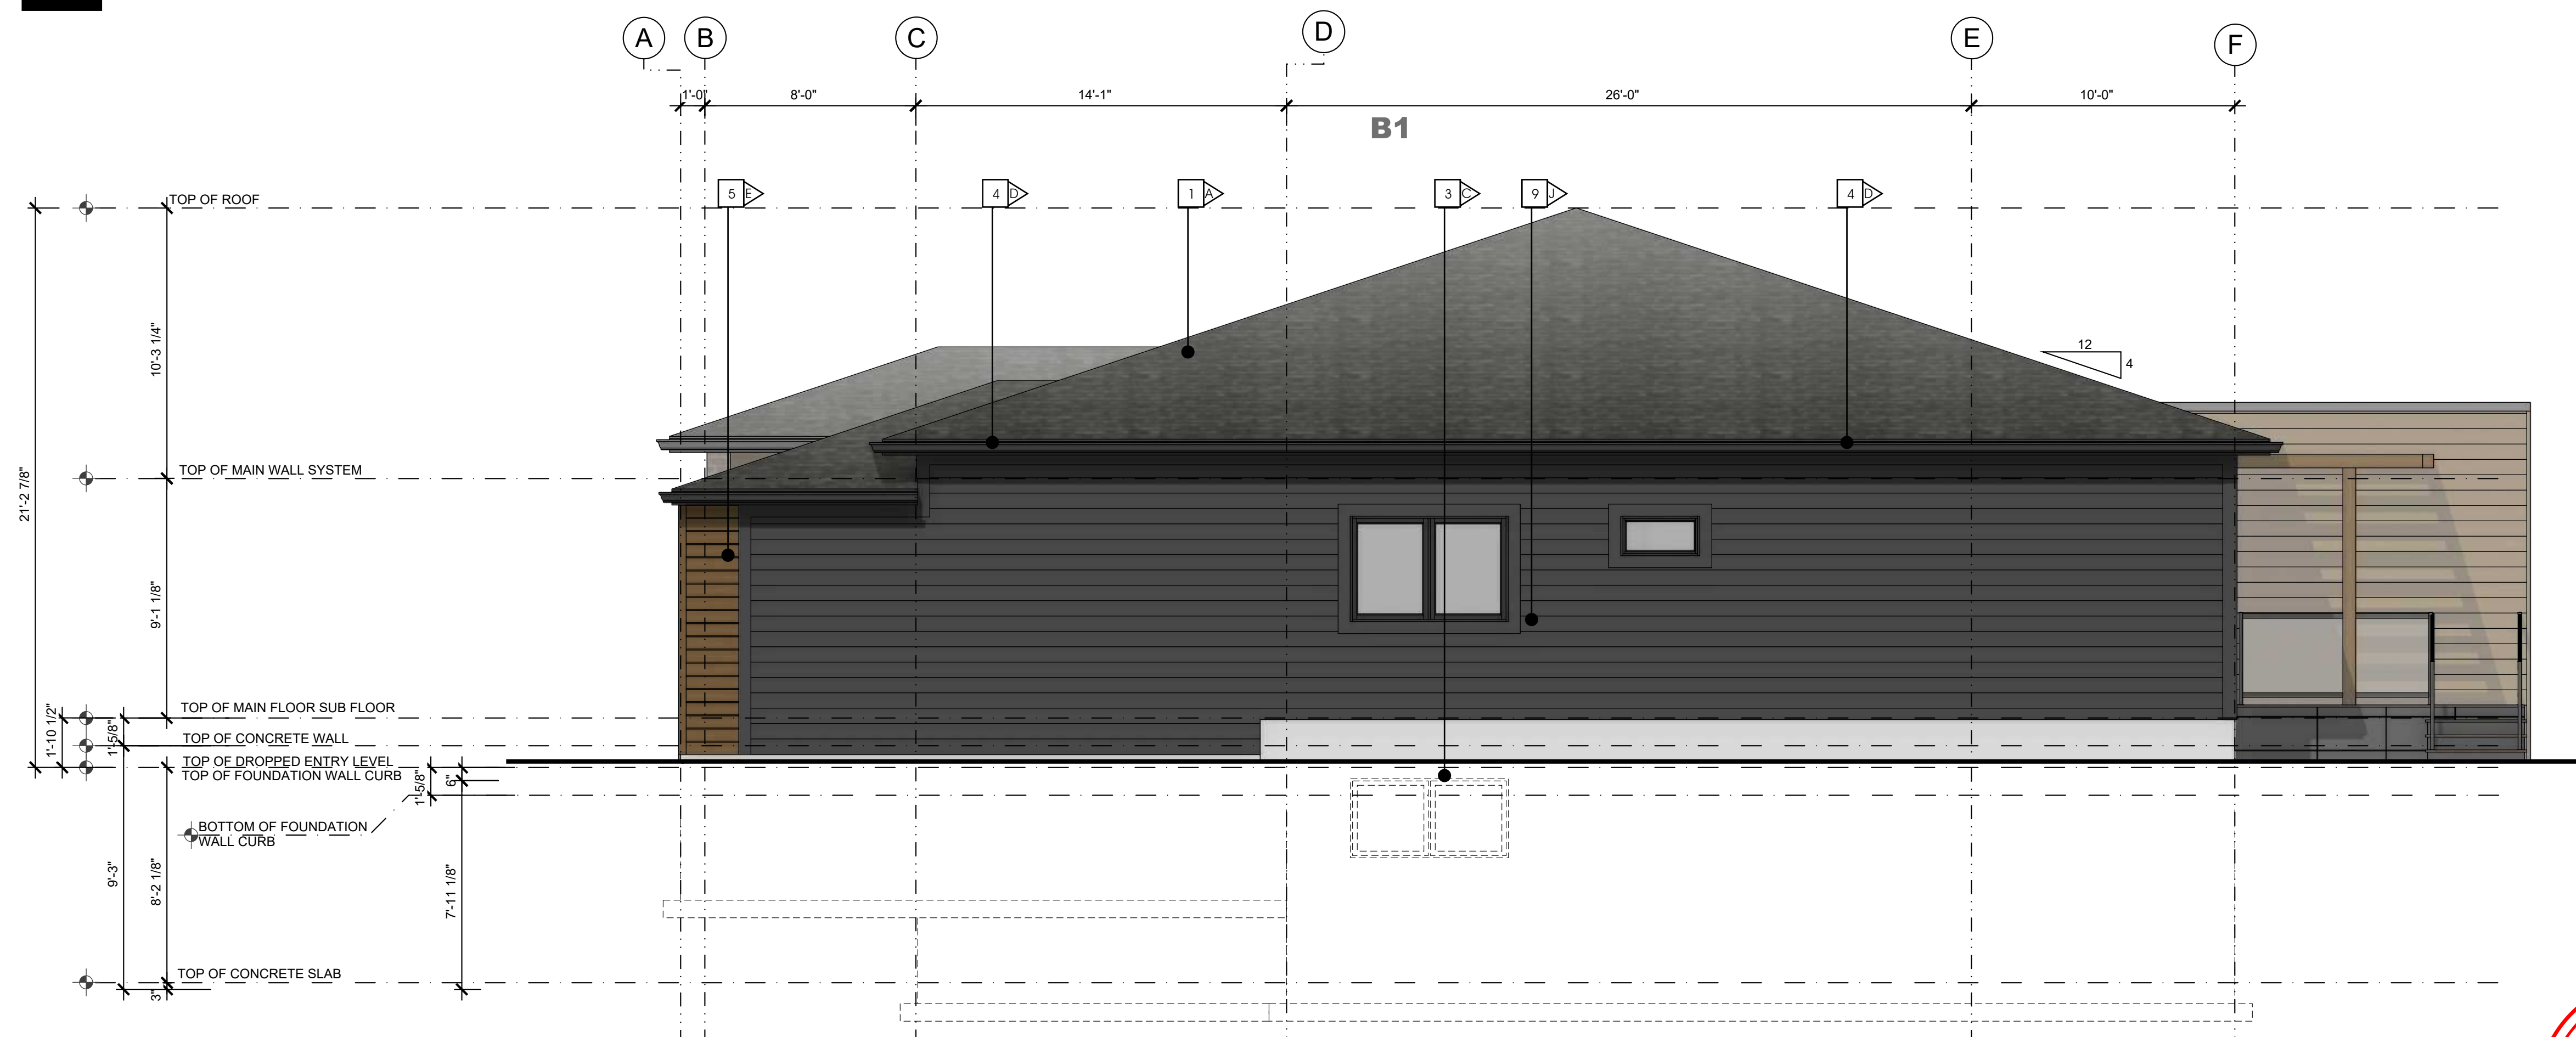 A B C D E F
1'-0" 8'-0" 14'-1" 26'-0" 10'-0"
B1
5 E 4 D 1 A 3 C 9 J 4 D
TOP OF ROOF
12
4
10'-3 1/4"
TOP OF MAIN WALL SYSTEM
21'-2 7/8"
9'-1 1/8"
TOP OF MAIN FLOOR SUB FLOOR
1'-10 1/2"
1'-5/8"
TOP OF CONCRETE WALL
TOP OF DROPPED ENTRY LEVEL
TOP OF FOUNDATION WALL CURB
1'-5/8"
6"
BOTTOM OF FOUNDATION
WALL CURB
9'-3"
8'-2 1/8"
7'-11 1/8"
TOP OF CONCRETE SLAB
3"